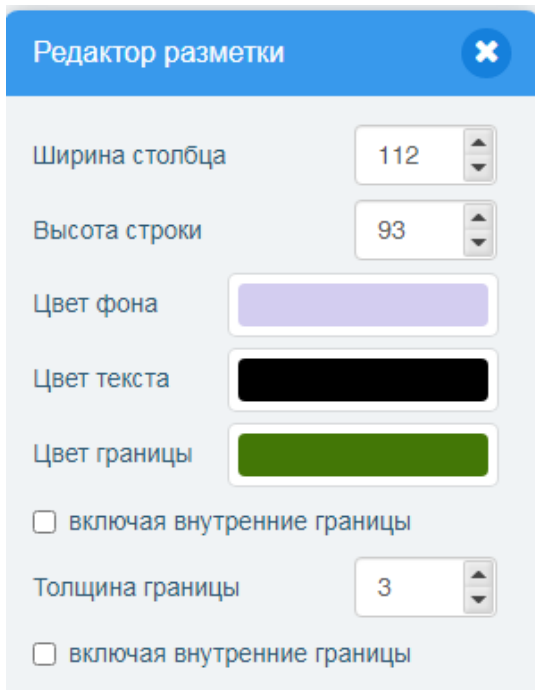 Редактор разметки
Ширина столбца 112
Высота строки 93
Цвет фона
Цвет текста
Цвет границы
включая внутренние границы
Толщина границы 3
включая внутренние границы